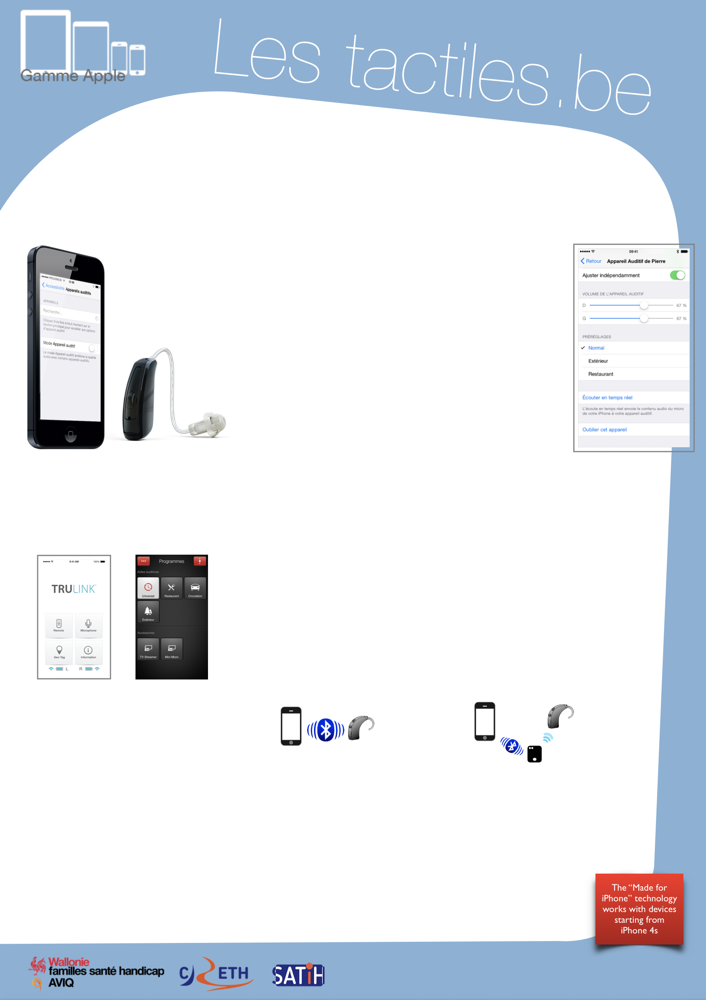 Gamme Apple
Les tactiles.be
PROXIMUS 12:36
Accessibilité Appareils auditifs
APPAREILS
Recherche...
Cliquez trois fois à tout moment sur le
bouton principal pour accéder aux options
d'appareil auditif.
Mode Appareil auditif
Le mode Appareil auditif améliore la qualité
audio avec certains appareils auditifs.
09:41
Retour Appareil Auditif de Pierre
Ajuster indépendamment
VOLUME DE L'APPAREIL AUDITIF
D 67 %
G 67 %
PRÉRÉGLAGES
Normal
Extérieur
Restaurant
Écouter en temps réel
L'écoute en temps réel envoie le contenu audio du micro
de votre iPhone à votre appareil auditif.
Oublier cet appareil
9:41 AM 100%
TRULINK
Remote Microphone
Geo Tag Information
L R
Programmes
Aides auditives
Universel Restaurant Circulation
Extérieur
Accessoires
TV Streamer Mini Micro
The “Made for
iPhone” technology
works with devices
starting from
iPhone 4s
Wallonie
familles santé handicap
AVIQ
CRETH
SATiH